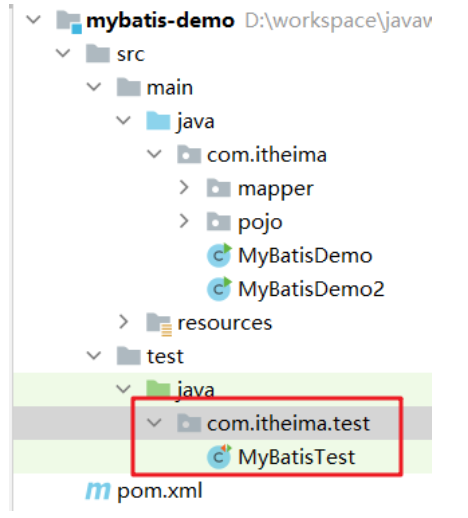 mybatis-demo D:\workspace\javaw
src
main
java
com.itheima
mapper
pojo
C MyBatisDemo
C MyBatisDemo2
resources
test
java
com.itheima.test
C MyBatisTest
m pom.xml